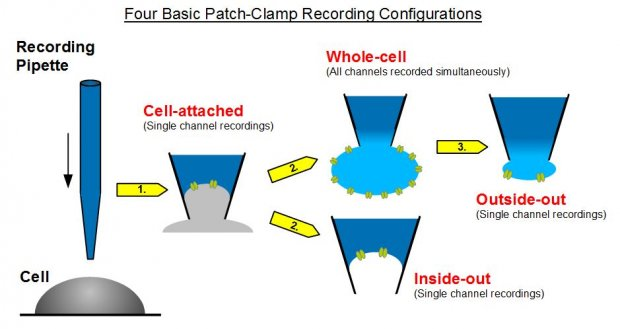 Four Basic Patch-Clamp Recording Configurations
Recording
Pipette
Cell
1.
Cell-attached
(Single channel recordings)
2.
2.
Whole-cell
(All channels recorded simultaneously)
3.
Outside-out
(Single channel recordings)
Inside-out
(Single channel recordings)